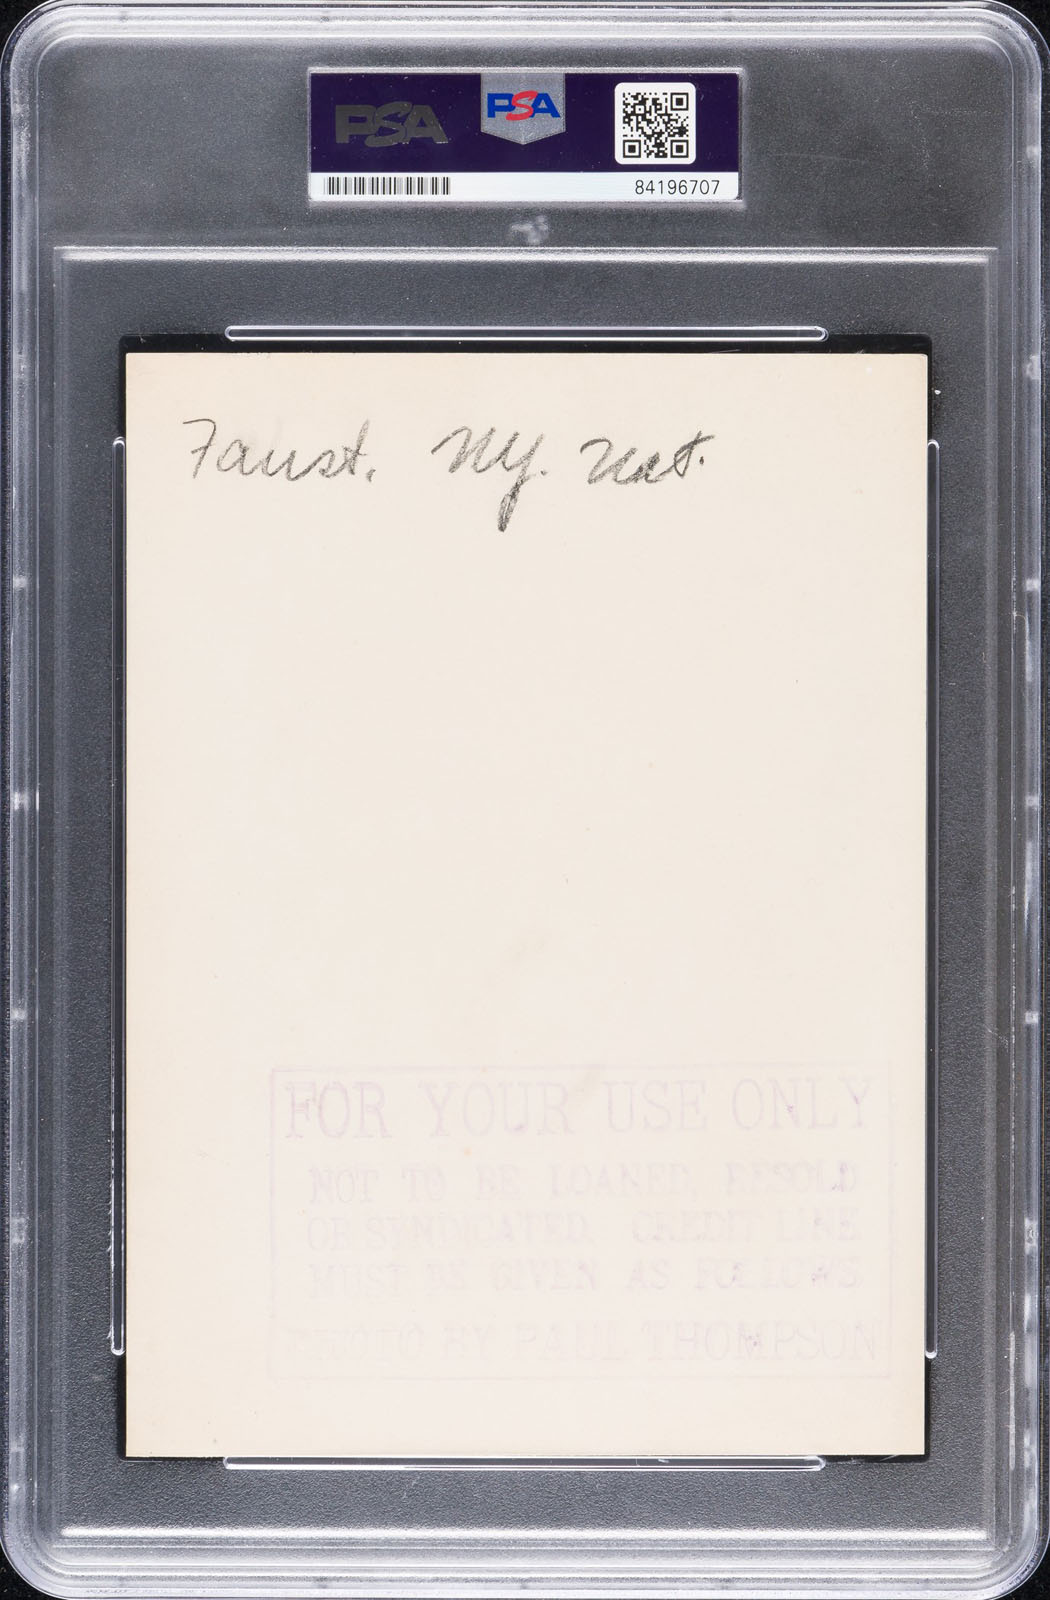 PSA PSA
84196707
Faust. NY. Nat.
FOR YOUR USE ONLY
NOT TO BE LOANED, RESOLD
OR SYNDICATED. CREDIT LINE
MUST BE GIVEN AS FOLLOWS
PHOTO BY PAUL THOMPSON